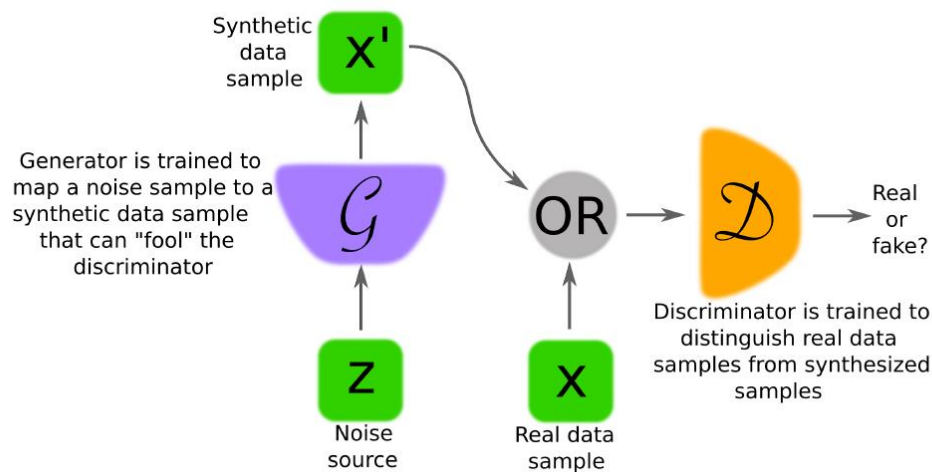 Synthetic
data
sample
x'
Generator is trained to
map a noise sample to a
synthetic data sample
that can "fool" the
discriminator
G
OR
D
Real
or
fake?
Discriminator is trained to
distinguish real data
samples from synthesized
samples
z
x
Noise
source
Real data
sample